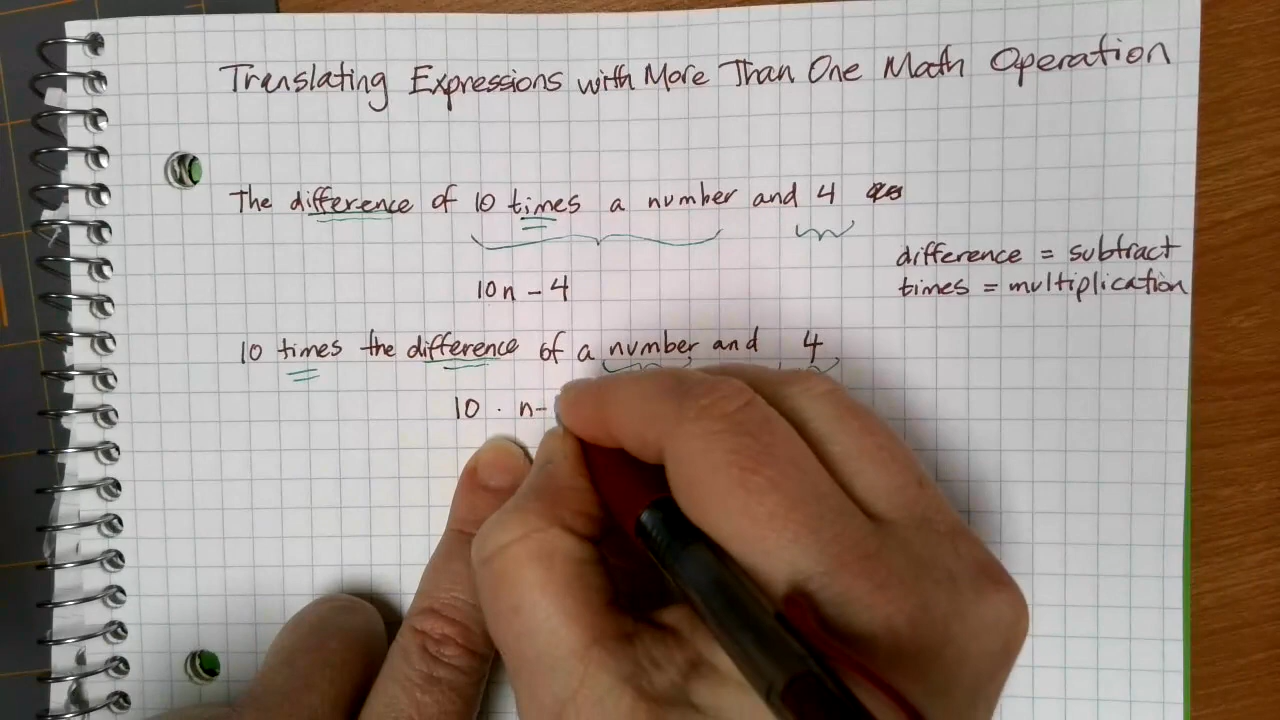 Translating Expressions with More Than One Math Operation
The difference of 10 times a number and 4
difference = subtract
times = multiplication
10n - 4
10 times the difference of a number and 4
10 · n-